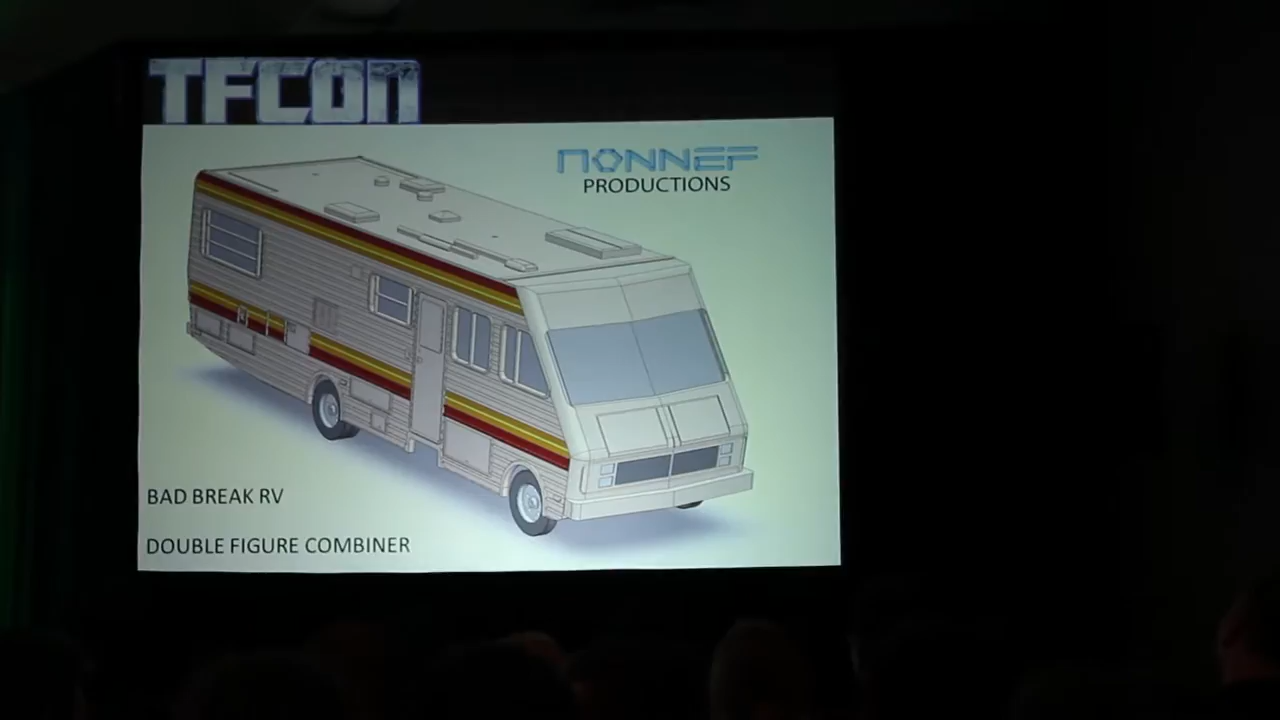 TFCON
NONNEF
PRODUCTIONS
BAD BREAK RV
DOUBLE FIGURE COMBINER